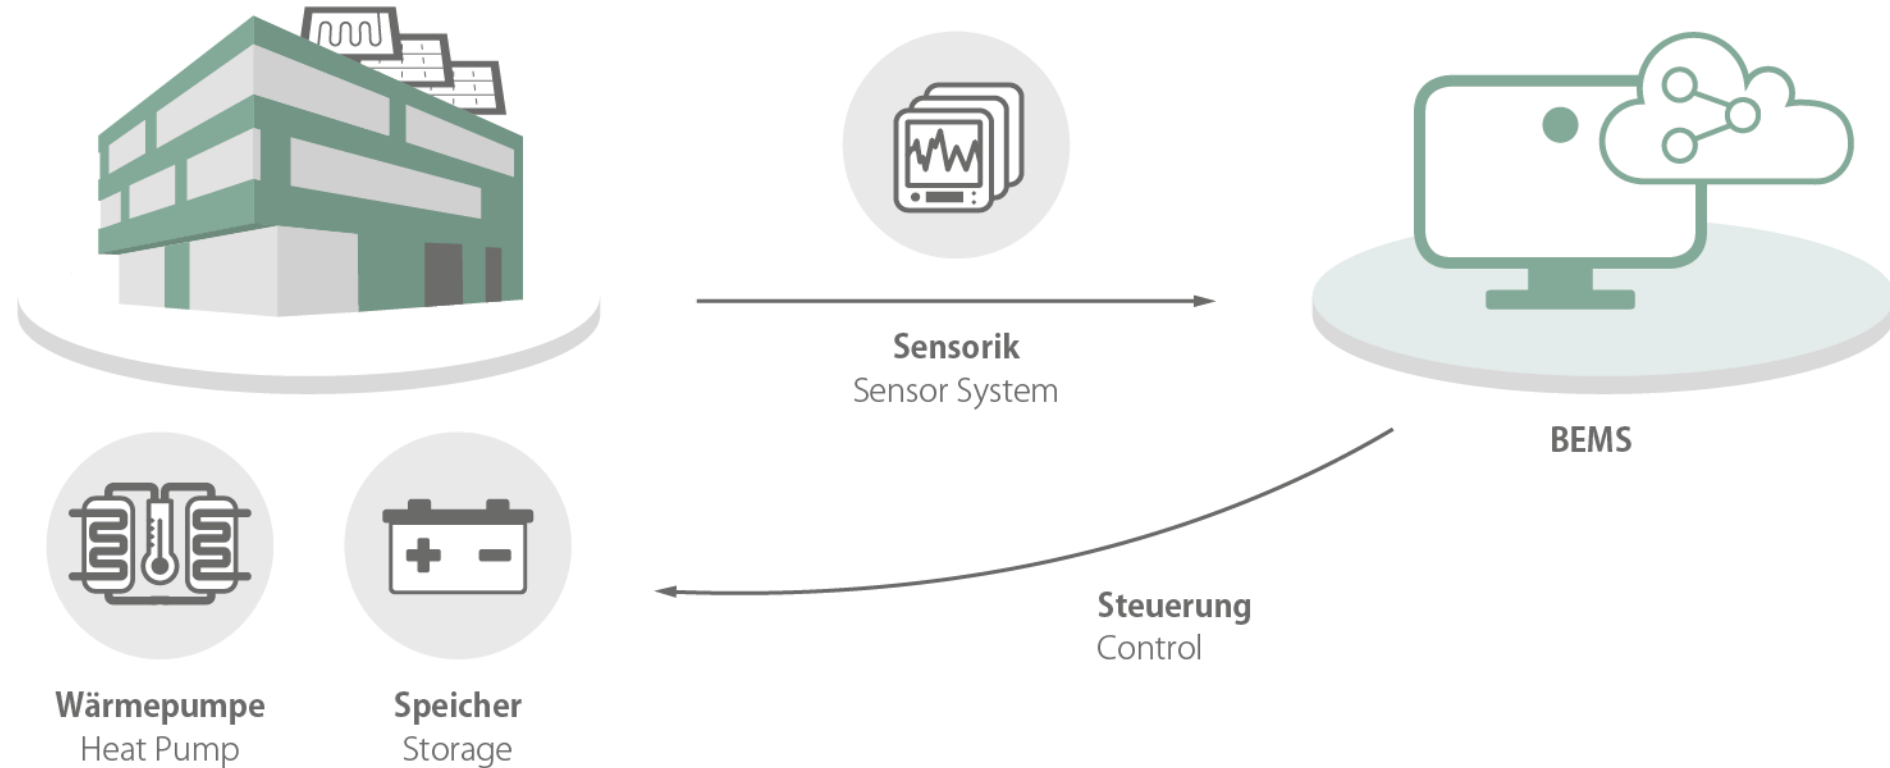 Sensorik
Sensor System
BEMS
Steuerung
Control
Wärmepumpe
Heat Pump
Speicher
Storage